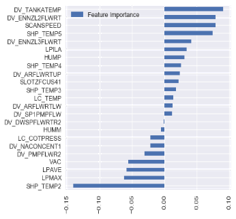 DV_TANKATEMP
DV_ENNZL2FLWRT
SCANSPEED
SHP_TEMP5
DV_ENNZL3FLWRT
LPILA
HUMP
SHP_TEMP4
DV_ARFLWRTUP
SLOTZFCUS41
SHP_TEMP3
LC_TEMP
DV_ARFLWRTLW
DV_SP1PMPFLW
DV_DWSPFLWRTR2
HUMM
LC_COTPRESS
DV_NACONCENT1
DV_PMPFLWR2
VAC
LPAVE
LPMAX
SHP_TEMP2
Feature Importance
-0.15
-0.10
-0.05
0.00
0.05
0.10